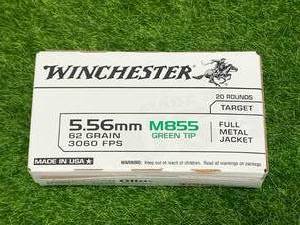 WINCHESTER
20 ROUNDS
TARGET
5.56mm M855
62 GRAIN GREEN TIP
3060 FPS
FULL
METAL
JACKET
MADE IN USA
WARNING: Keep out of reach of children. Read all warnings on carton.